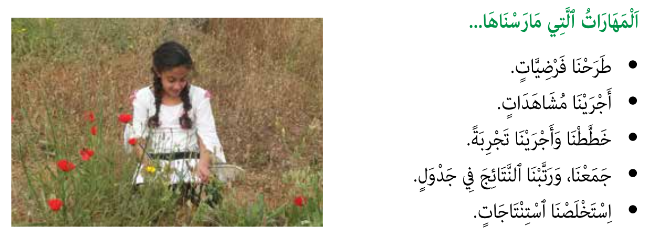 اَلْمَهَارَاتُ ٱلَّتِي مَارَسْنَاهَا...
• طَرَحْنَا فَرْضِيَّاتٍ.
• أَجْرَيْنَا مُشَاهَدَاتٍ.
• خَطَّطْنَا وَأَجْرَيْنَا تَجْرِبَةً.
• جَمَعْنَا، وَرَتَّبْنَا ٱلنَّتَائِجَ فِي جَدْوَلٍ.
• اِسْتَخْلَصْنَا ٱسْتِنْتَاجَاتٍ.